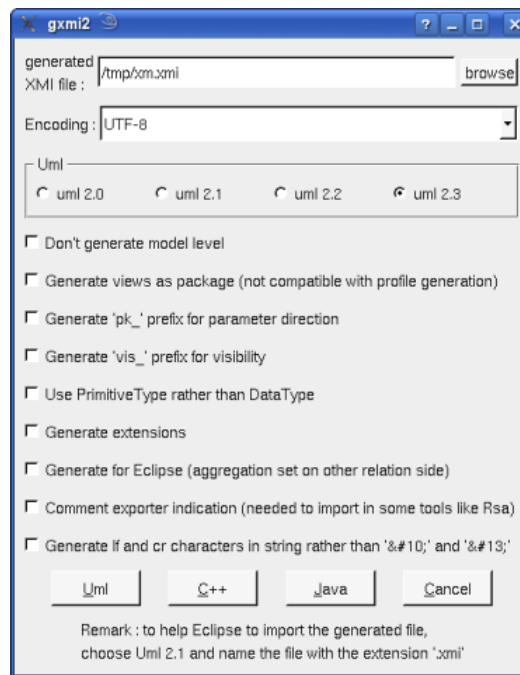 gxmi2
generated
XMI file :
/tmp/xm.xmi
browse
Encoding : UTF-8
Uml
uml 2.0 uml 2.1 uml 2.2 uml 2.3
Don't generate model level
Generate views as package (not compatible with profile generation)
Generate 'pk_' prefix for parameter direction
Generate 'vis_' prefix for visibility
Use PrimitiveType rather than DataType
Generate extensions
Generate for Eclipse (aggregation set on other relation side)
Comment exporter indication (needed to import in some tools like Rsa)
Generate lf and cr characters in string rather than '&#10;' and '&#13;'
Uml C++ Java Cancel
Remark : to help Eclipse to import the generated file,
choose Uml 2.1 and name the file with the extension '.xmi'